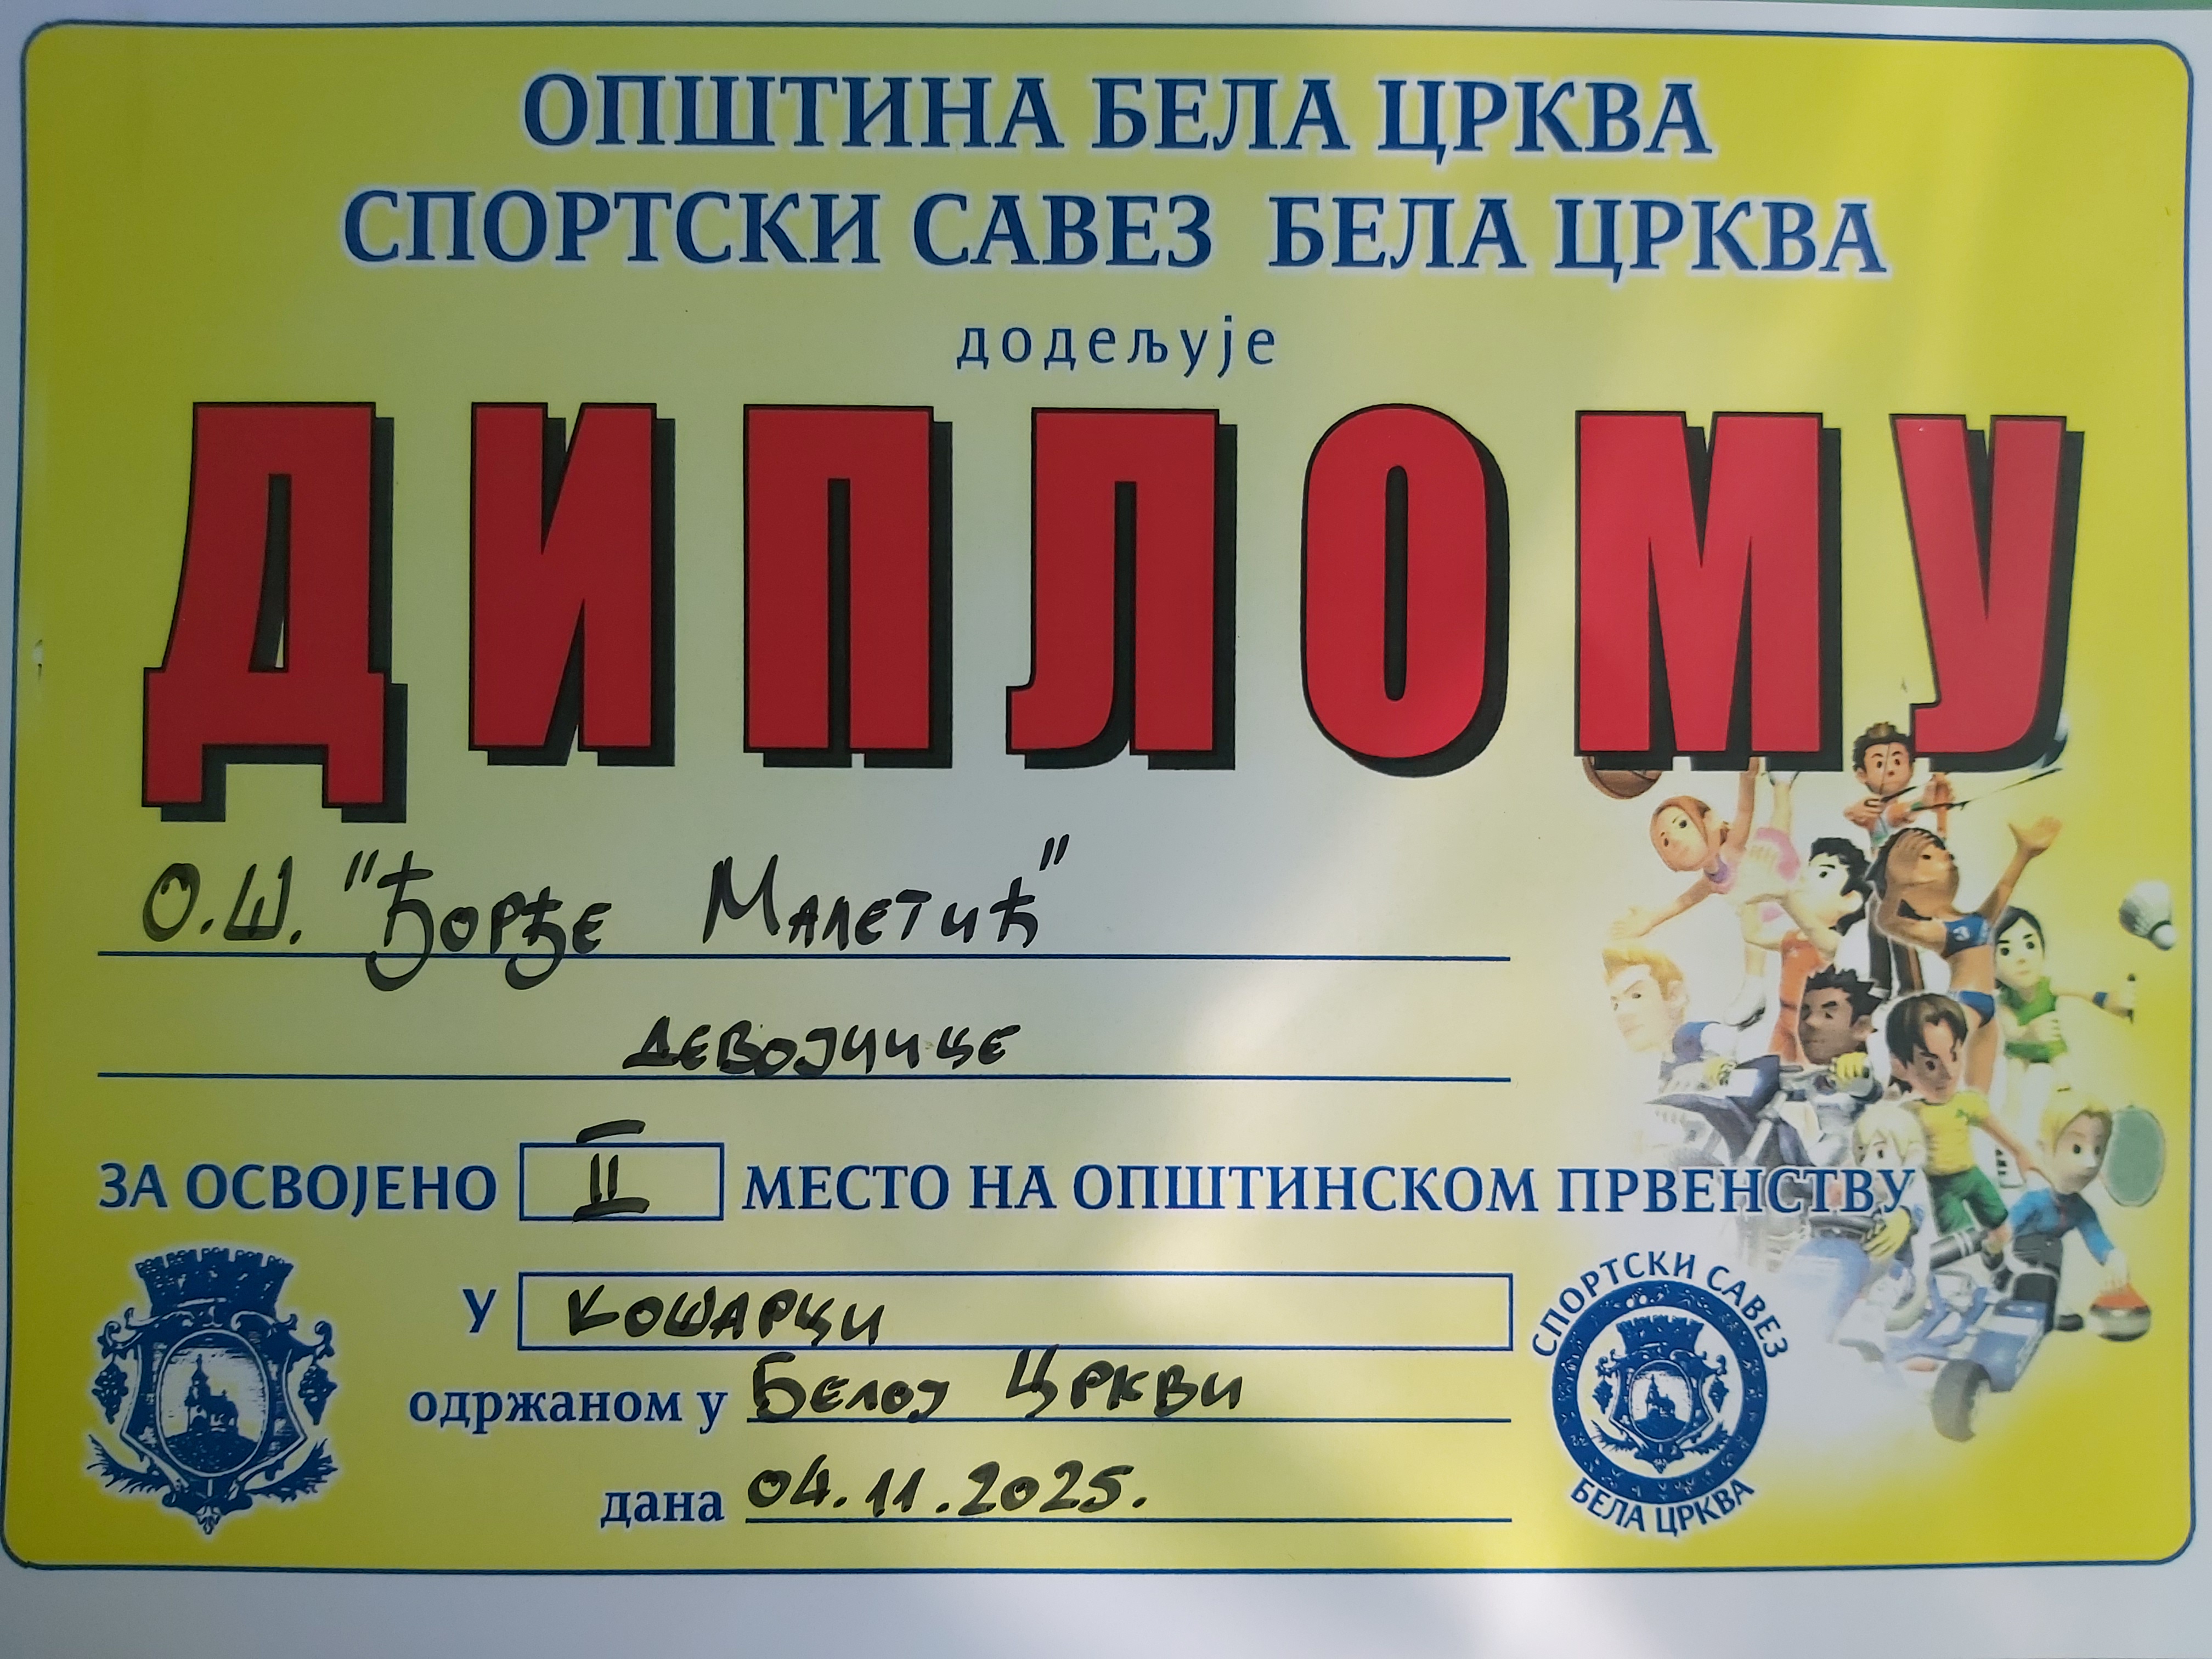 ОПШТИНА БЕЛА ЦРКВА
СПОРТСКИ САВЕЗ БЕЛА ЦРКВА
додељује
ДИПЛОМУ
О.Ш. "Ђорђе Малетић"
девојчице
ЗА ОСВОЈЕНО II МЕСТО НА ОПШТИНСКОМ ПРВЕНСТВУ
У КОШАРЦИ
одржаном у Белој Цркви
дана 04.11.2025.
СПОРТСКИ САВЕЗ
БЕЛА ЦРКВА